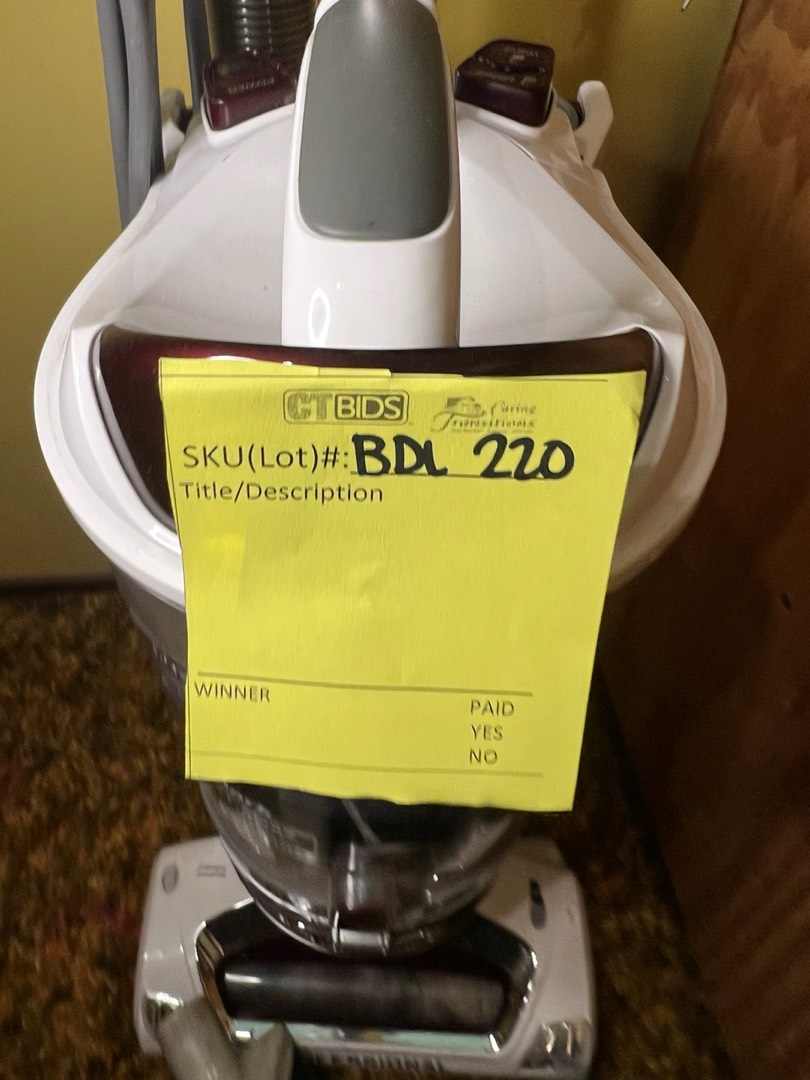 CTBIDS
Caring
Transitions
SKU(Lot)#: BDL 220
Title/Description
WINNER
PAID
YES
NO